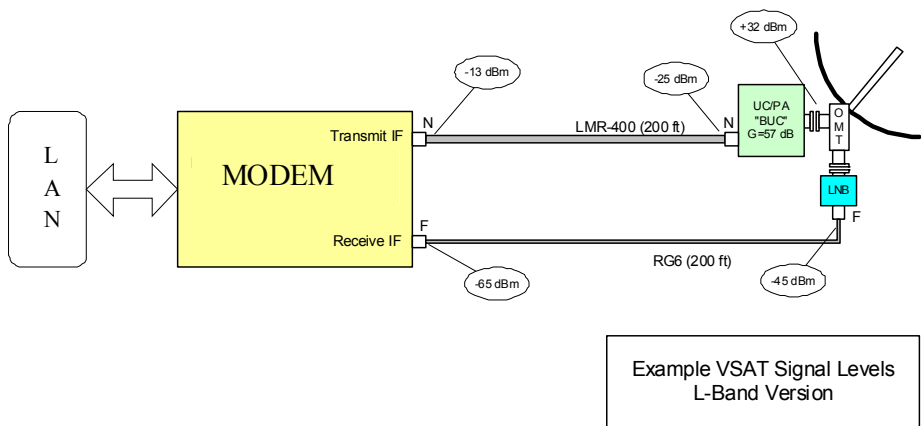 +32 dBm
-13 dBm
-25 dBm
UC/PA
"BUC"
G=57 dB
O
M
T
N
N
Transmit IF
LMR-400 (200 ft)
L
A
N
MODEM
LNB
F
F
Receive IF
RG6 (200 ft)
-65 dBm
-45 dBm
Example VSAT Signal Levels
L-Band Version